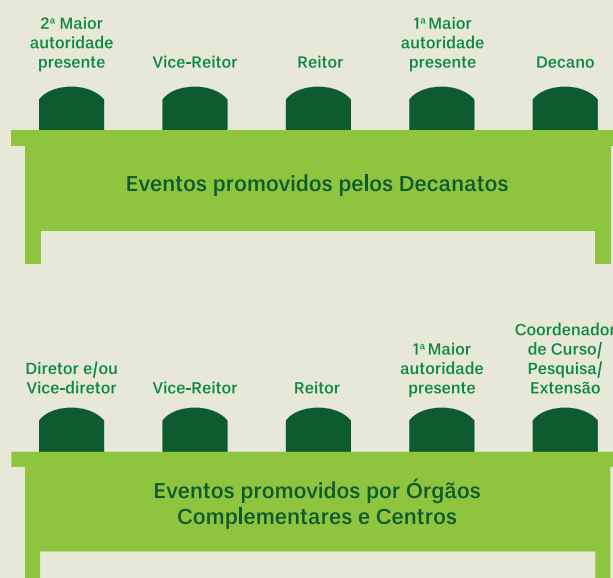 2ª Maior
autoridade
presente
Vice-Reitor
Reitor
1ª Maior
autoridade
presente
Decano
Eventos promovidos pelos Decanatos
Diretor e/ou
Vice-diretor
Vice-Reitor
Reitor
1ª Maior
autoridade
presente
Coordenador
de Curso/
Pesquisa/
Extensão
Eventos promovidos por Órgãos
Complementares e Centros